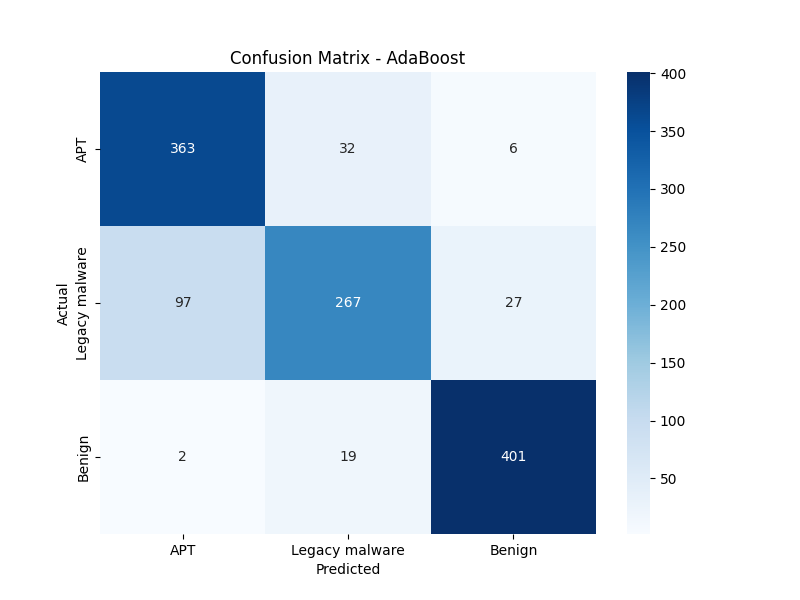 Confusion Matrix - AdaBoost
Actual
APT
Legacy malware
Benign
363 32 6
97 267 27
2 19 401
APT Legacy malware Benign
Predicted
400
350
300
250
200
150
100
50